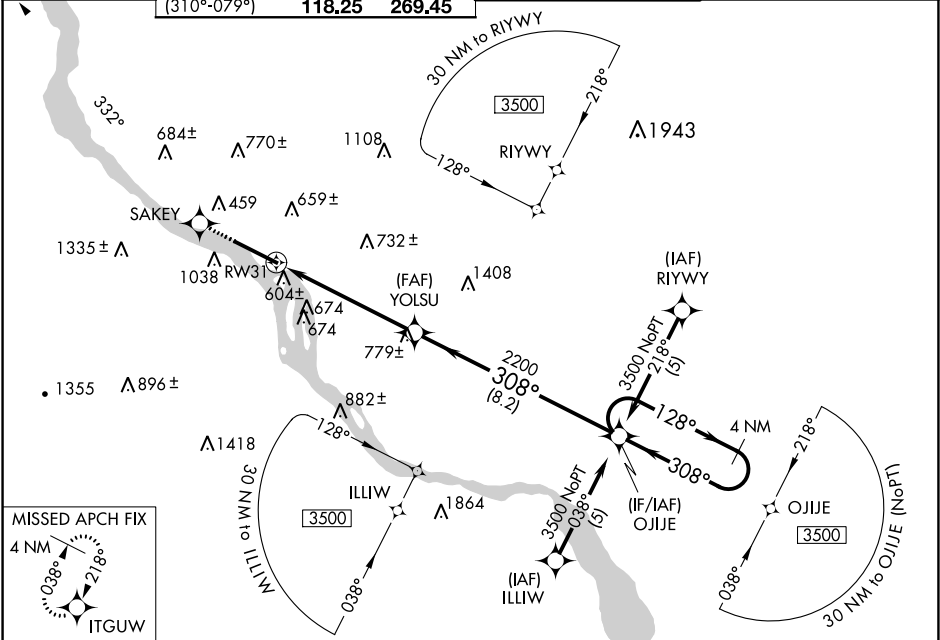 (310°-079°) 118.25 269.45
30 NM to RIYWY
3500
218°
128°
RIYWY
1943
332°
684±
770±
1108
SAKEY
459
659±
1335±
732±
1038
RW31
604±
674
674
(FAF)
YOLSU
1408
779±
(IAF)
RIYWY
3500 NoPT
218°
(5)
2200
308°
(8.2)
128°
4 NM
308°
1355
896±
882±
1418
128°
ILLIW
3500
30 NM to ILLIW
038°
1864
3500 NoPT
038°
(5)
(IF/IAF)
OJIJE
(IAF)
ILLIW
218°
OJIJE
3500
038°
30 NM to OJIJE (NoPT)
MISSED APCH FIX
4 NM
038°
218°
ITGUW